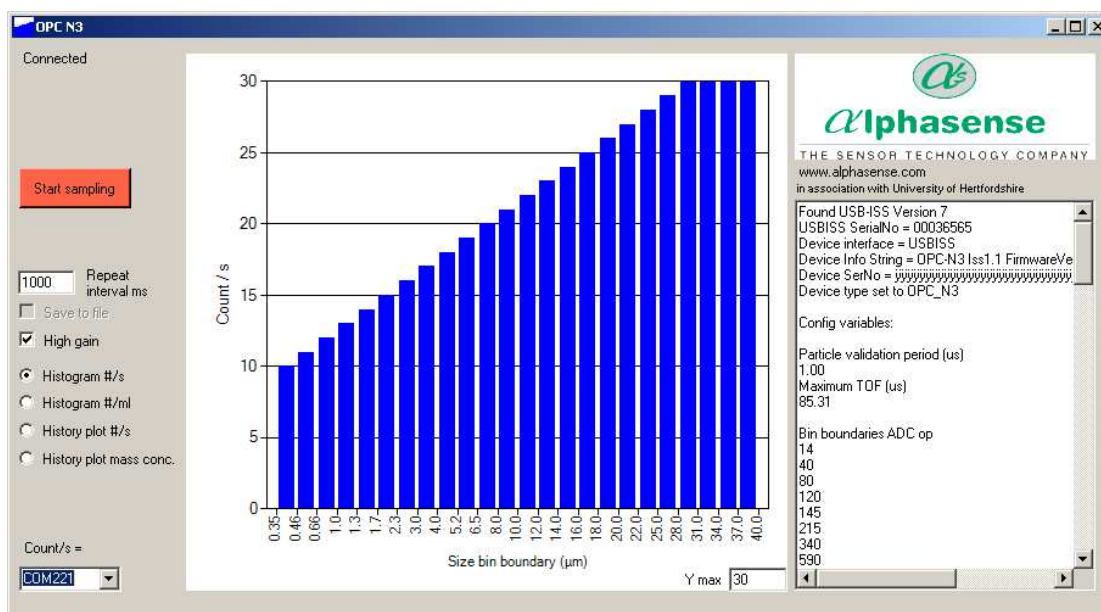 OPC N3
Connected
Start sampling
1000 Repeat
interval ms
Save to file
High gain
Histogram #/s
Histogram #/ml
History plot #/s
History plot mass conc.
Count/s =
COM221
Count / s
30
25
20
15
10
5
0
0.35 0.46 0.66 1.0 1.3 1.7 2.3 3.0 4.0 5.2 6.5 8.0 10.0 12.0 14.0 16.0 18.0 20.0 22.0 25.0 28.0 31.0 34.0 37.0 40.0
Size bin boundary (µm)
Y max 30
αs
αlphasense
THE SENSOR TECHNOLOGY COMPANY
www.alphasense.com
in association with University of Hertfordshire
Found USB-ISS Version 7
USBISS SerialNo = 00036565
Device interface = USBISS
Device Info String = OPC-N3 Iss1.1 FirmwareVe
Device SerNo =
Device type set to OPC_N3
Config variables:
Particle validation period (us)
1.00
Maximum TOF (us)
85.31
Bin boundaries ADC op
14
40
80
120
145
215
340
590